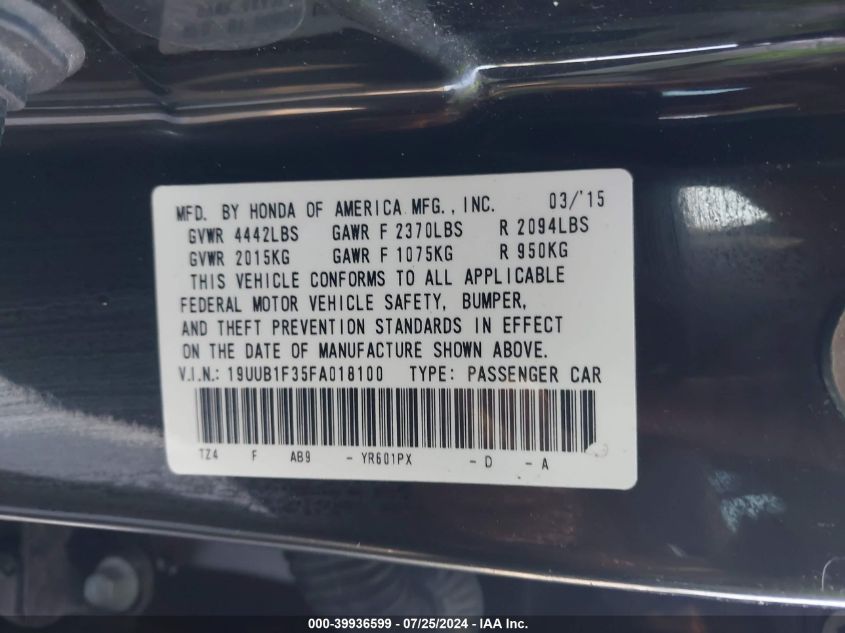 MFD. BY HONDA OF AMERICA MFG., INC. 03/'15
GVWR 4442LBS GAWR F 2370LBS R 2094LBS
GVWR 2015KG GAWR F 1075KG R 950KG
THIS VEHICLE CONFORMS TO ALL APPLICABLE
FEDERAL MOTOR VEHICLE SAFETY, BUMPER,
AND THEFT PREVENTION STANDARDS IN EFFECT
ON THE DATE OF MANUFACTURE SHOWN ABOVE.
V.I.N.: 19UUB1F35FA018100 TYPE: PASSENGER CAR
TZ4 F AB9 - YR601PX - D - A
000-39936599 / 07/25/2024 - IAA Inc.